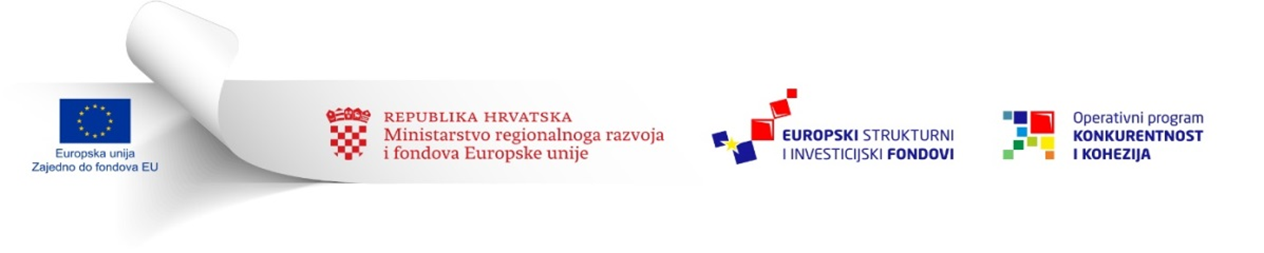 Europska unija
Zajedno do fondova EU
REPUBLIKA HRVATSKA
Ministarstvo regionalnoga razvoja
i fondova Europske unije
EUROPSKI STRUKTURNI
I INVESTICIJSKI FONDOVI
Operativni program
KONKURENTNOST
I KOHEZIJA